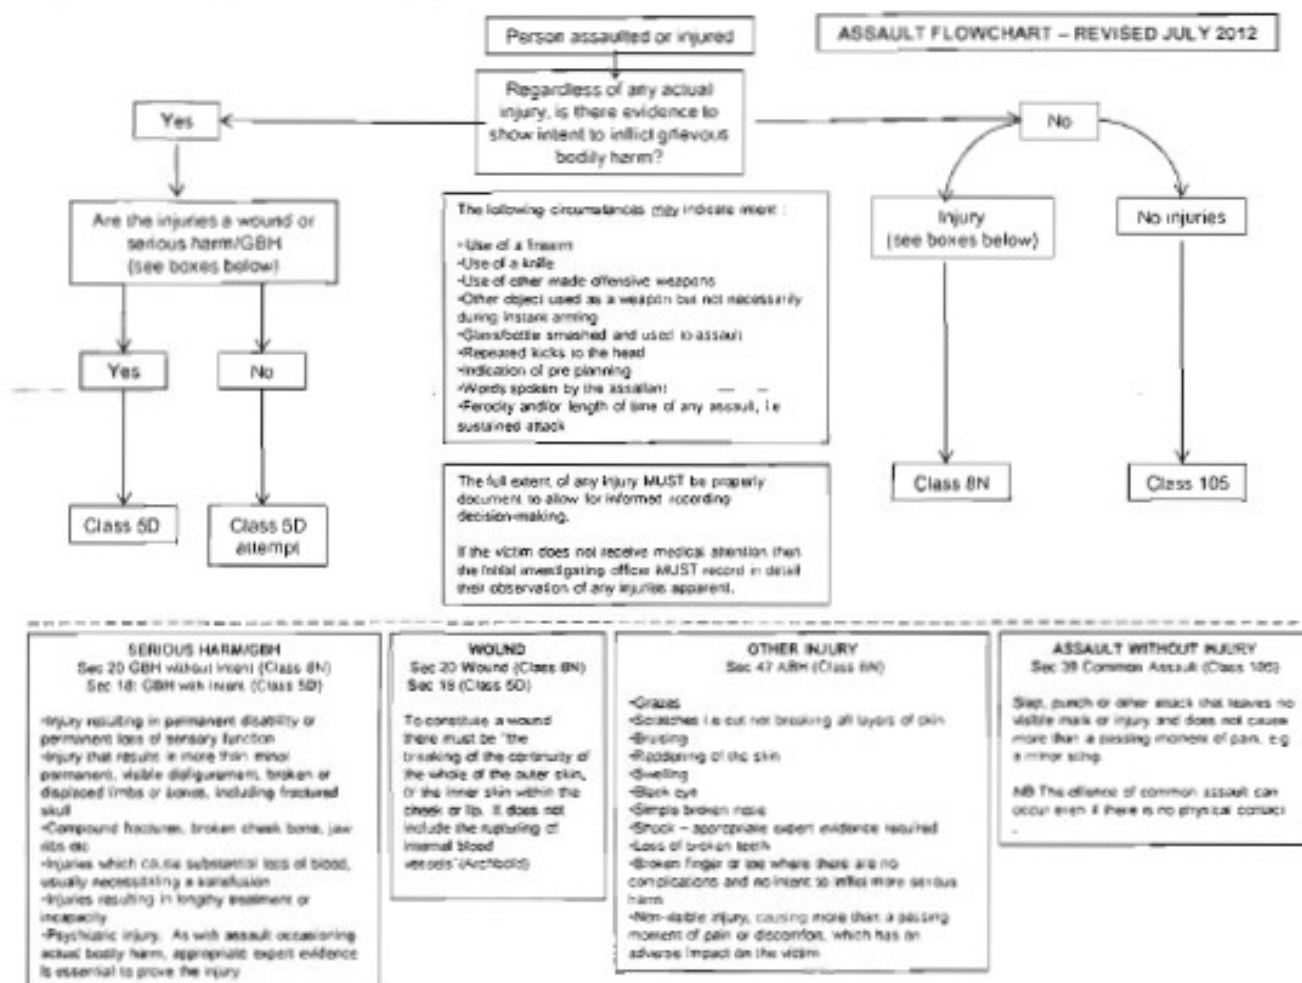 Person assaulted or injured
ASSAULT FLOWCHART – REVISED JULY 2012
Regardless of any actual
injury, is there evidence to
show intent to inflict grievous
bodily harm?
Yes
No
Are the injuries a wound or
serious harm/GBH
(see boxes below)
The following circumstances may indicate intent :
•Use of a firearm
•Use of a knife
•Use of other made offensive weapons
•Other object used as a weapon but not necessarily
during instant arming
•Glass/bottle smashed and used to assault
•Repeated kicks to the head
•Indication of pre planning
•Words spoken by the assailant
•Ferocity and/or length of time of any assault, i.e
sustained attack
Injury
(see boxes below)
No injuries
Yes
No
Class 5D
Class 5D
attempt
The full extent of any injury MUST be properly
document to allow for informed recording
decision-making.
If the victim does not receive medical attention then
the initial investigating officer MUST record in detail
their observation of any injuries apparent.
Class 8N
Class 105
SERIOUS HARM/GBH
Sec 20 GBH without intent (Class 8N)
Sec 18: GBH with intent (Class 5D)
•Injury resulting in permanent disability or
permanent loss of sensory function
•Injury that results in more than minor
permanent, visible disfigurement, broken or
displaced limbs or bones, including fractured
skull
•Compound fractures, broken cheek bone, jaw
ribs etc
•Injuries which cause substantial loss of blood,
usually necessitating a transfusion
•Injuries resulting in lengthy treatment or
incapacity
•Psychiatric injury. As with assault occasioning
actual bodily harm, appropriate expert evidence
is essential to prove the injury
WOUND
Sec 20 Wound (Class 8N)
Sec 18 (Class 5D)
To constitute a wound
there must be "the
breaking of the continuity of
the whole of the outer skin,
or the inner skin within the
cheek or lip. It does not
include the rupturing of
internal blood
vessels"(Archbold)
OTHER INJURY
Sec 47 ABH (Class 8N)
•Grazes
•Scratches i.e cut not breaking all layers of skin
•Bruising
•Reddening of the skin
•Swelling
•Black eye
•Simple broken nose
•Shock – appropriate expert evidence required
•Loss of broken teeth
•Broken finger or toe where there are no
complications and no intent to inflict more serious
harm
•Non-visible injury, causing more than a passing
moment of pain or discomfort, which has an
adverse impact on the victim
ASSAULT WITHOUT INJURY
Sec 39 Common Assault (Class 105)
Slap, punch or other attack that leaves no
visible mark or injury and does not cause
more than a passing moment of pain, e.g
a minor sting.
NB The offence of common assault can
occur even if there is no physical contact
.